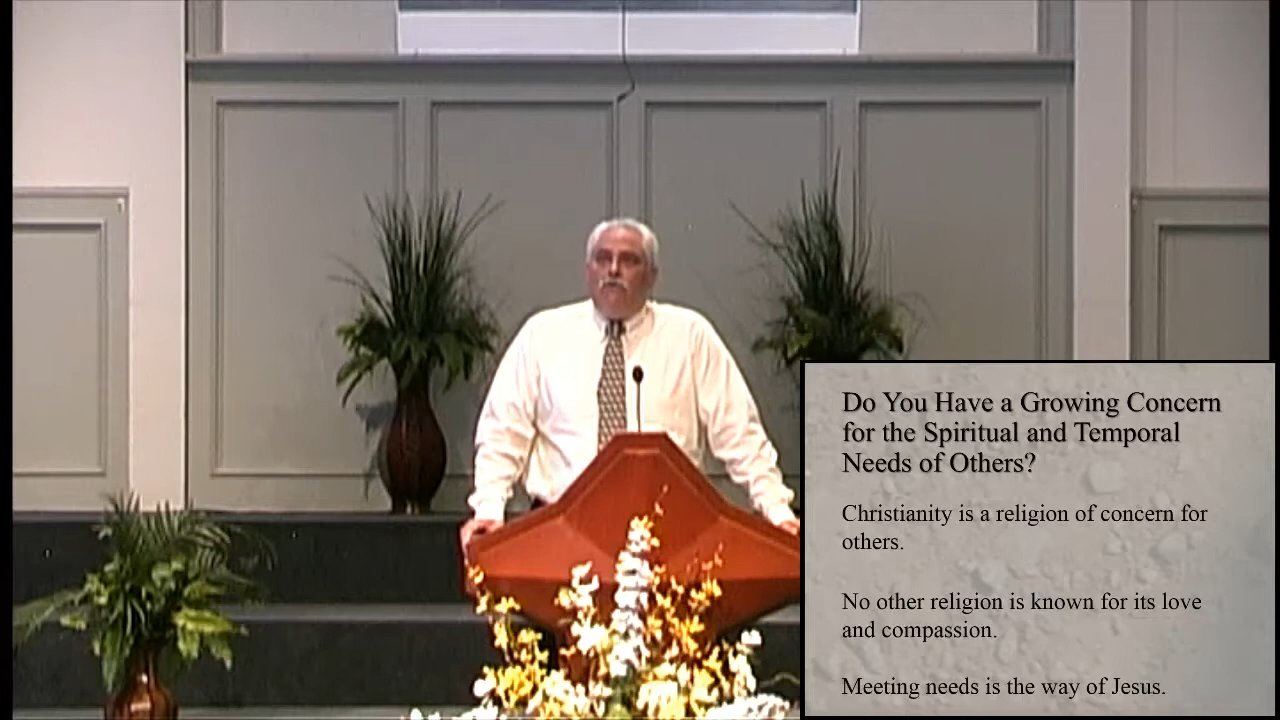 Do You Have a Growing Concern
for the Spiritual and Temporal
Needs of Others?
Christianity is a religion of concern for
others.
No other religion is known for its love
and compassion.
Meeting needs is the way of Jesus.